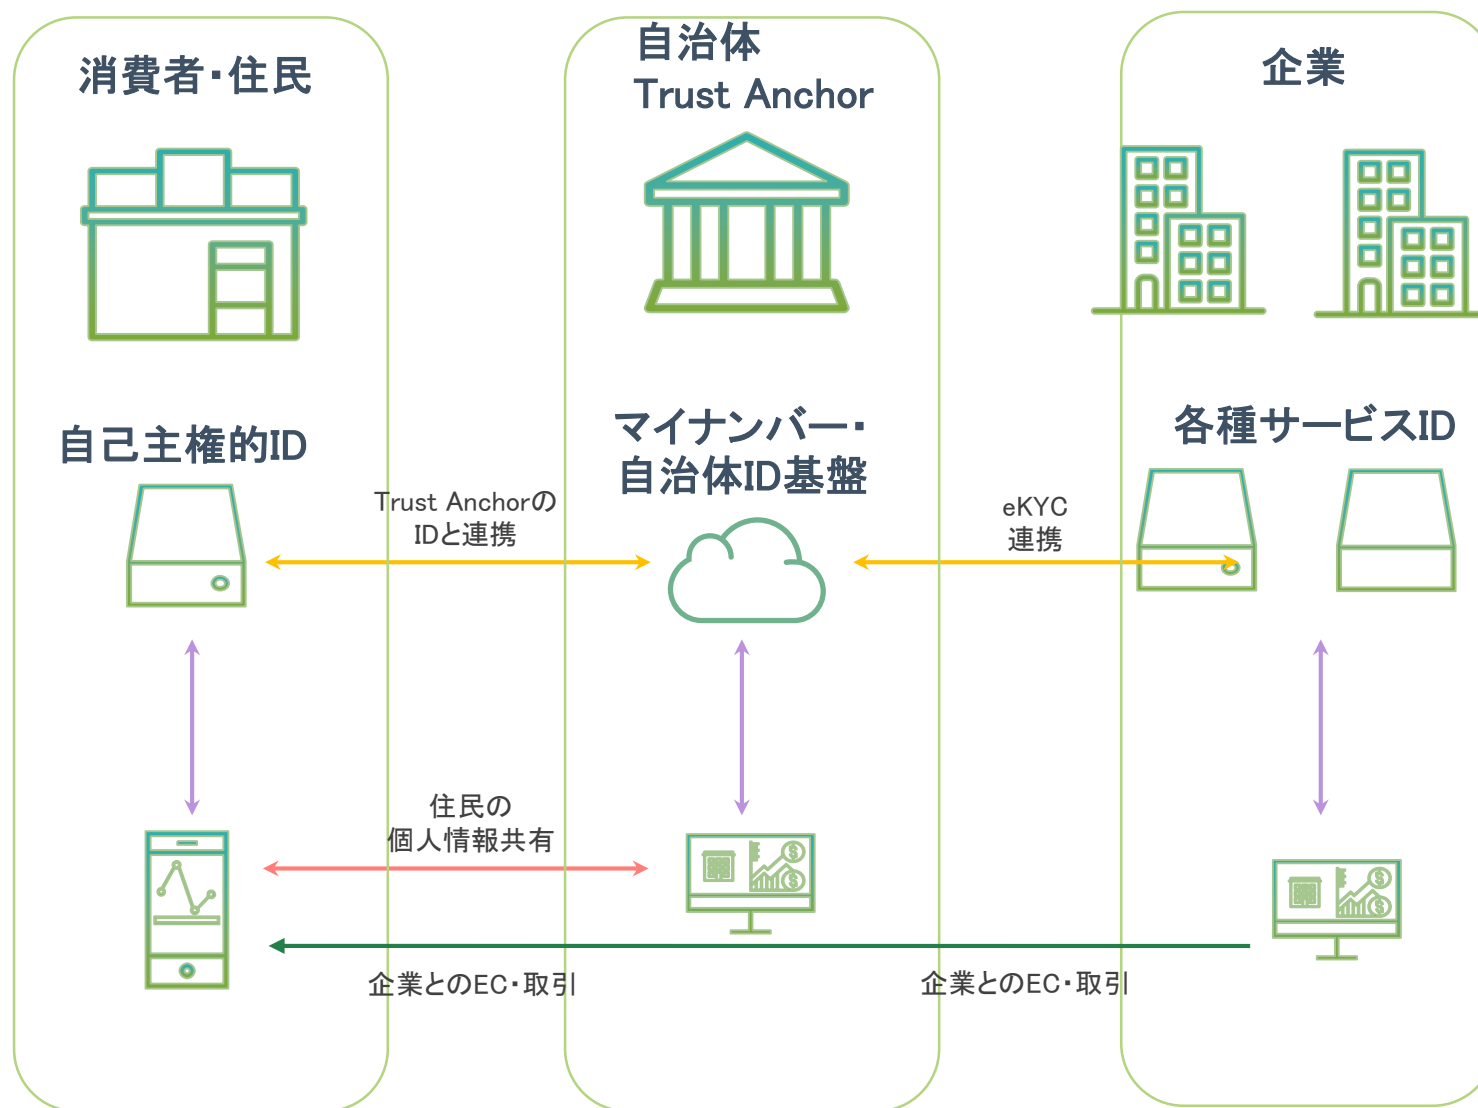 消費者・住民
自治体
Trust Anchor
企業
自己主権的ID
マイナンバー・
自治体ID基盤
各種サービスID
Trust Anchorの
IDと連携
eKYC
連携
住民の
個人情報共有
企業とのEC・取引
企業とのEC・取引